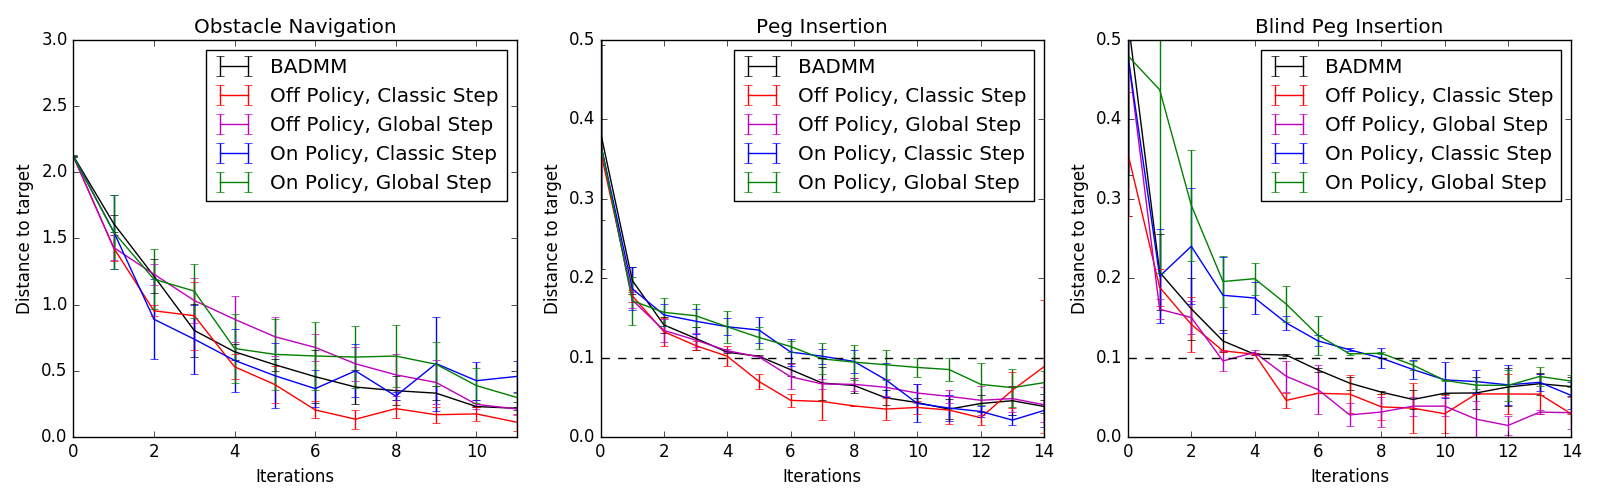 Obstacle Navigation
Distance to target
3.0
2.5
2.0
1.5
1.0
0.5
0.0
0 2 4 6 8 10
Iterations
BADMM
Off Policy, Classic Step
Off Policy, Global Step
On Policy, Classic Step
On Policy, Global Step
Peg Insertion
Distance to target
0.5
0.4
0.3
0.2
0.1
0.0
0 2 4 6 8 10 12 14
Iterations
BADMM
Off Policy, Classic Step
Off Policy, Global Step
On Policy, Classic Step
On Policy, Global Step
Blind Peg Insertion
Distance to target
0.5
0.4
0.3
0.2
0.1
0.0
0 2 4 6 8 10 12 14
Iterations
BADMM
Off Policy, Classic Step
Off Policy, Global Step
On Policy, Classic Step
On Policy, Global Step